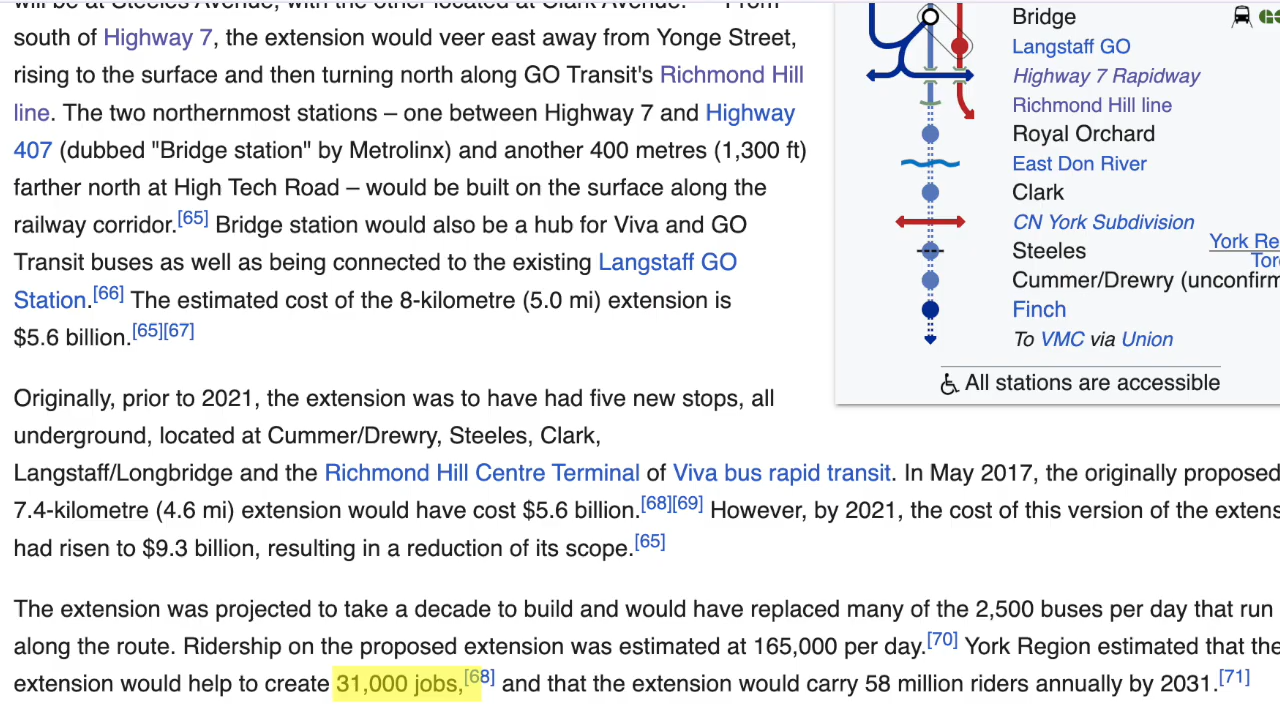 south of Highway 7, the extension would veer east away from Yonge Street,
rising to the surface and then turning north along GO Transit's Richmond Hill
line. The two northernmost stations – one between Highway 7 and Highway
407 (dubbed "Bridge station" by Metrolinx) and another 400 metres (1,300 ft)
farther north at High Tech Road – would be built on the surface along the
railway corridor.[65] Bridge station would also be a hub for Viva and GO
Transit buses as well as being connected to the existing Langstaff GO
Station.[66] The estimated cost of the 8-kilometre (5.0 mi) extension is
$5.6 billion.[65][67]
Originally, prior to 2021, the extension was to have had five new stops, all
underground, located at Cummer/Drewry, Steeles, Clark,
Langstaff/Longbridge and the Richmond Hill Centre Terminal of Viva bus rapid transit. In May 2017, the originally proposed
7.4-kilometre (4.6 mi) extension would have cost $5.6 billion.[68][69] However, by 2021, the cost of this version of the extens
had risen to $9.3 billion, resulting in a reduction of its scope.[65]
The extension was projected to take a decade to build and would have replaced many of the 2,500 buses per day that run
along the route. Ridership on the proposed extension was estimated at 165,000 per day.[70] York Region estimated that the
extension would help to create 31,000 jobs,[68] and that the extension would carry 58 million riders annually by 2031.[71]
Bridge
Langstaff GO
Highway 7 Rapidway
Richmond Hill line
Royal Orchard
East Don River
Clark
CN York Subdivision
Steeles
York Re
Toro
Cummer/Drewry (unconfirm
Finch
To VMC via Union
All stations are accessible